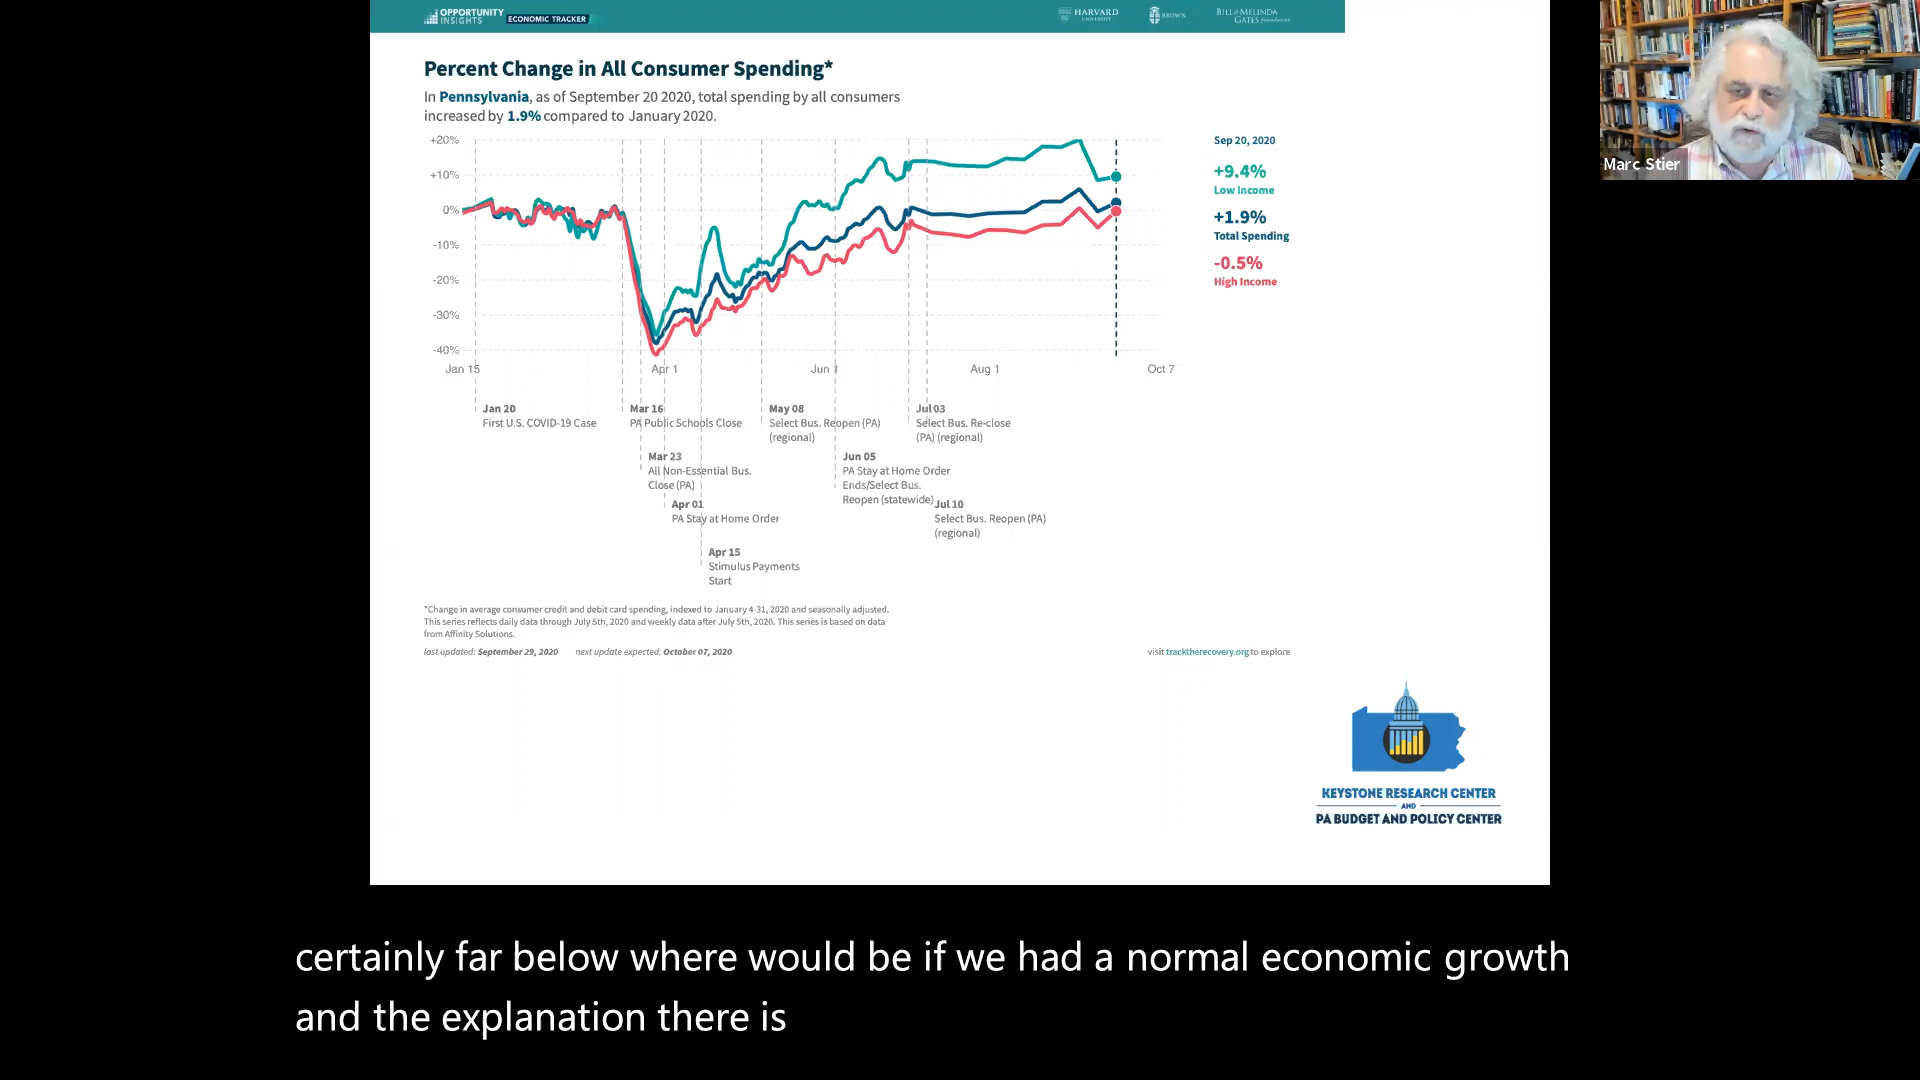 OPPORTUNITY
INSIGHTS
ECONOMIC TRACKER
HARVARD
UNIVERSITY
BROWN
BILL & MELINDA
GATES foundation
Percent Change in All Consumer Spending*
In Pennsylvania, as of September 20 2020, total spending by all consumers
increased by 1.9% compared to January 2020.
+20%
+10%
0%
-10%
-20%
-30%
-40%
Jan 15
Apr 1
Jun 1
Aug 1
Oct 7
Sep 20, 2020
+9.4%
Low Income
+1.9%
Total Spending
-0.5%
High Income
Jan 20
First U.S. COVID-19 Case
Mar 16
PA Public Schools Close
Mar 23
All Non-Essential Bus.
Close (PA)
Apr 01
PA Stay at Home Order
Apr 15
Stimulus Payments
Start
May 08
Select Bus. Reopen (PA)
(regional)
Jun 05
PA Stay at Home Order
Ends/Select Bus.
Reopen (statewide)
Jul 03
Select Bus. Re-close
(PA) (regional)
Jul 10
Select Bus. Reopen (PA)
(regional)
*Change in average consumer credit and debit card spending, indexed to January 4-31, 2020 and seasonally adjusted.
This series reflects daily data through July 5th, 2020 and weekly data after July 5th, 2020. This series is based on data
from Affinity Solutions.
last updated: September 29, 2020 next update expected: October 07, 2020
visit tracktherecovery.org to explore
KEYSTONE RESEARCH CENTER
AND
PA BUDGET AND POLICY CENTER
Marc Stier
certainly far below where would be if we had a normal economic growth
and the explanation there is